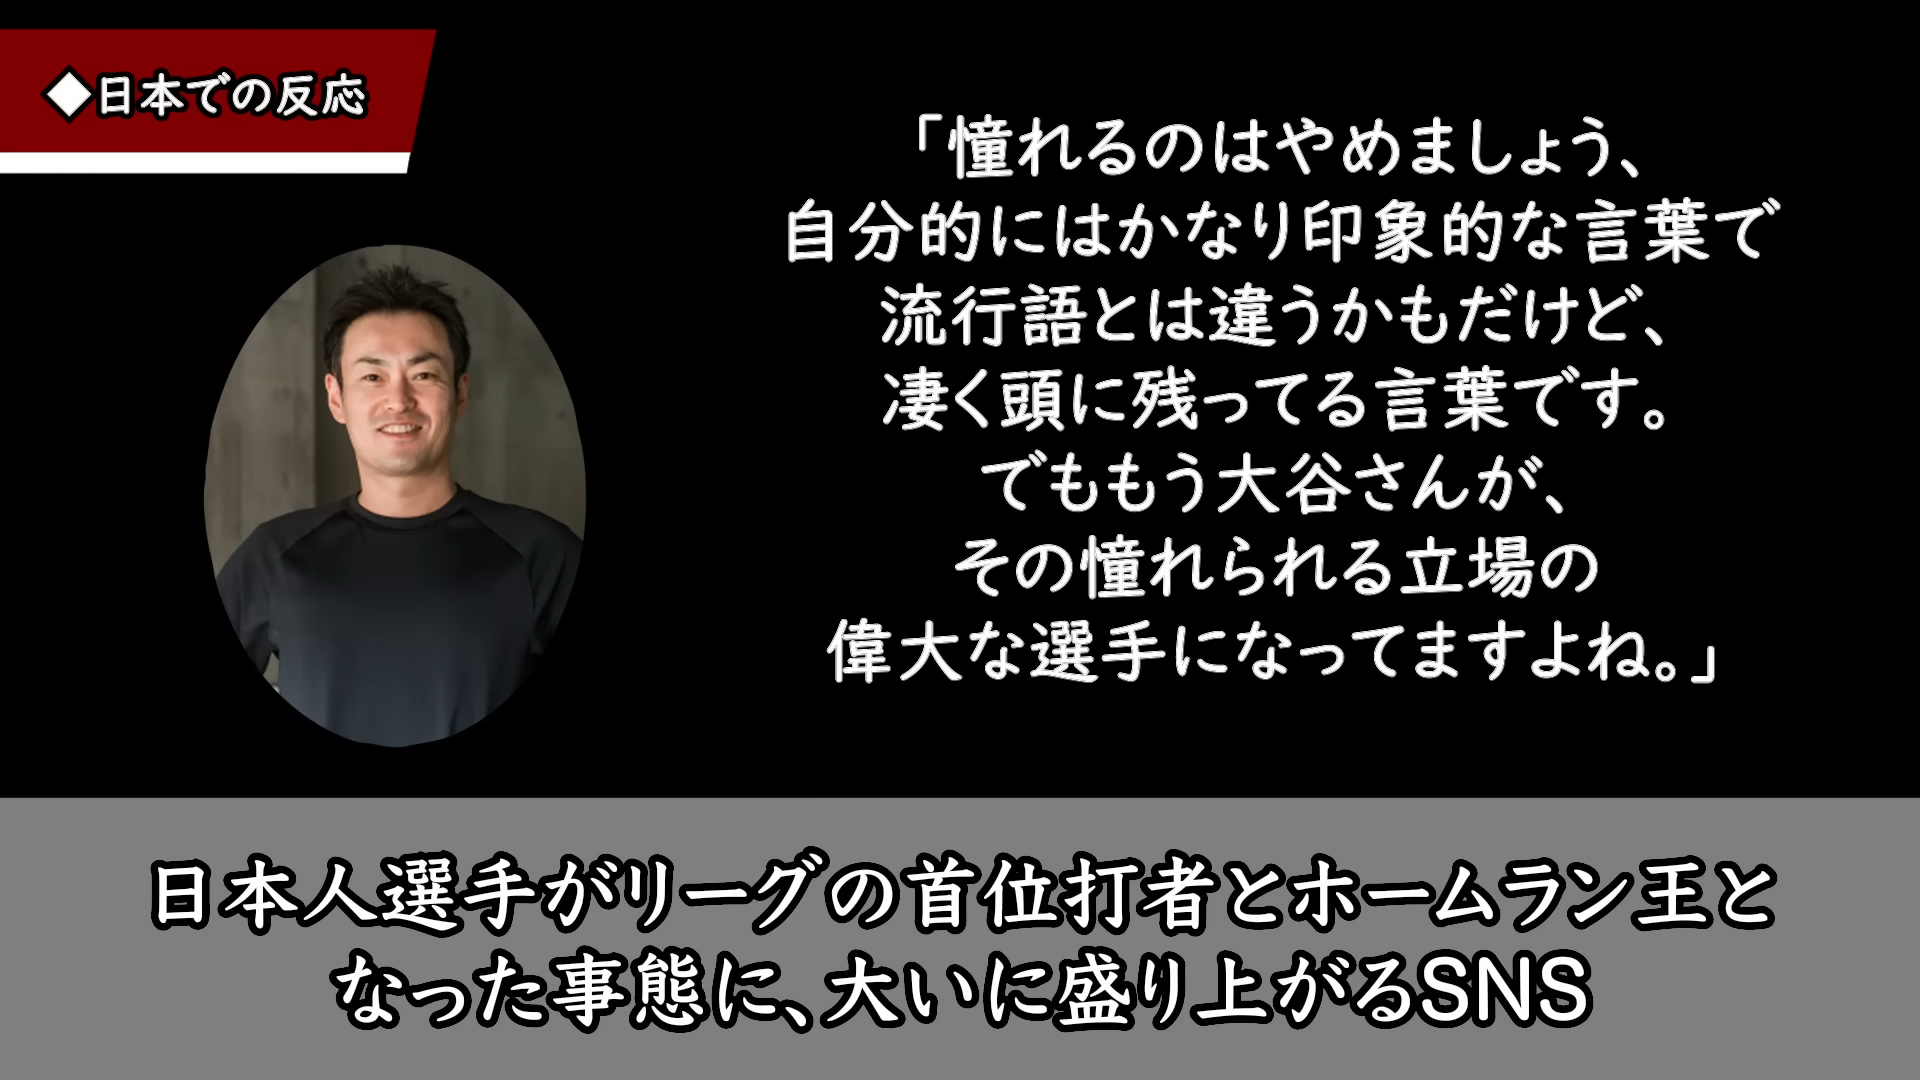 ◆日本での反応
「憧れるのはやめましょう、
自分的にはかなり印象的な言葉で
流行語とは違うかもだけど、
凄く頭に残ってる言葉です。
でももう大谷さんが、
その憧れられる立場の
偉大な選手になってますよね。」
日本人選手がリーグの首位打者とホームラン王と
なった事態に、大いに盛り上がるSNS